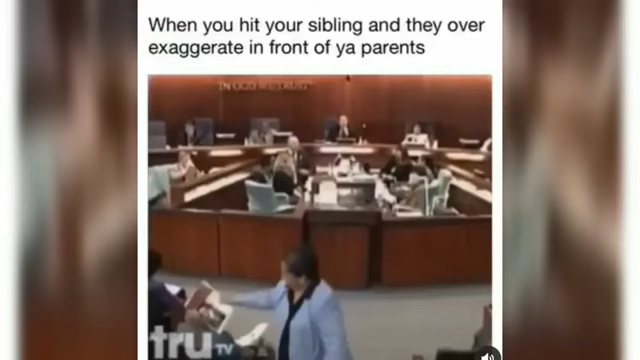 When you hit your sibling and they over
exaggerate in front of ya parents
IN GOD WE TRUST
truTV